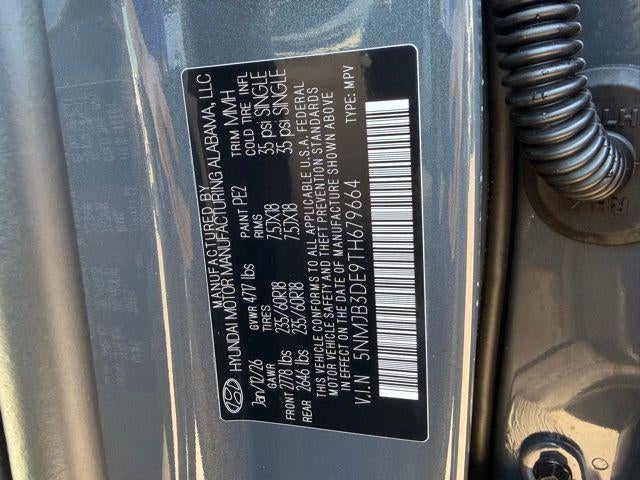 MANUFACTURED BY
HYUNDAI MOTOR MANUFACTURING ALABAMA, LLC
Jan / 12 / 26 GVWR 4717 lbs PAINT PE2 TRIM MMH
GAWR TIRES RIMS COLD TIRE INFL
FRONT 2778 lbs 235/60R18 7.5JX18 35 psi SINGLE
REAR 2646 lbs 235/60R18 7.5JX18 35 psi SINGLE
THIS VEHICLE CONFORMS TO ALL APPLICABLE U.S.A. FEDERAL
MOTOR VEHICLE SAFETY AND THEFT PREVENTION STANDARDS
IN EFFECT ON THE DATE OF MANUFACTURE SHOWN ABOVE
V.I.N 5NMJB3DE9TH679664 TYPE: MPV
LH